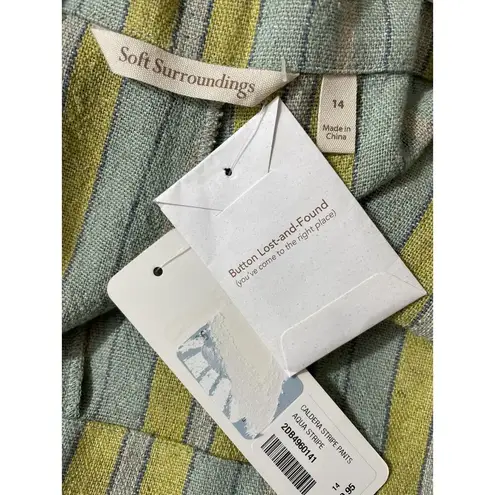 Soft Surroundings
14
Made in
China
Button Lost-and-Found
(you've come to the right place)
CALDERA STRIPE PANTS
AQUA STRIPE
2DB4960141
14
.95